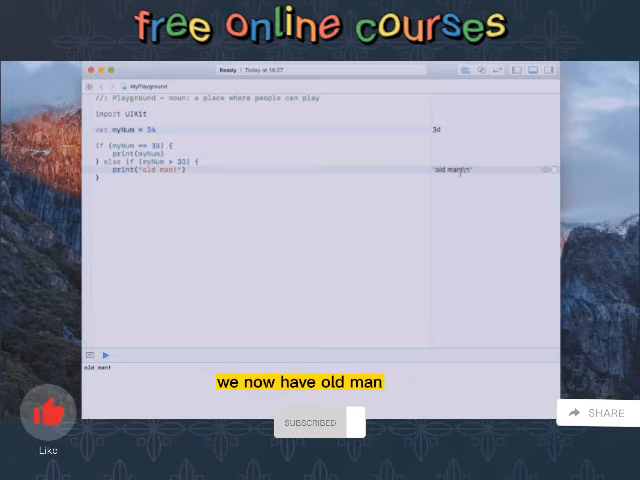 free online courses
Ready | Today at 14:27
MyPlayground
//: Playground - noun: a place where people can play
import UIKit
var myNum = 34
34
if (myNum == 33) {
print(myNum)
} else if (myNum > 33) {
print("old man!")
"old man!\n"
}
old man!
we now have old man
SUBSCRIBED
SHARE
Like